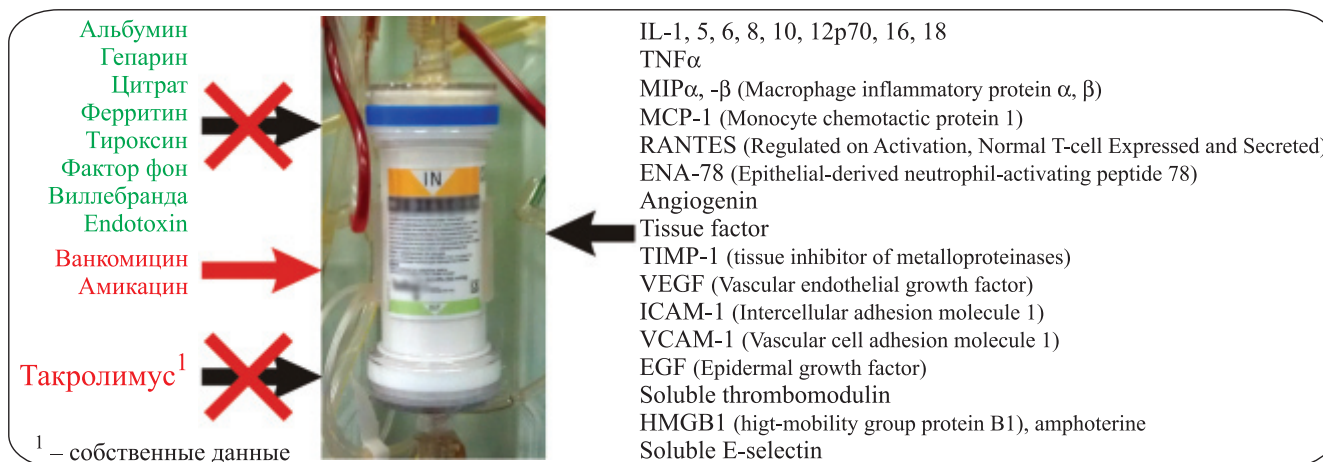 Альбумин
Гепарин
Цитрат
Ферритин
Тироксин
Фактор фон
Виллебранда
Endotoxin
Ванкомицин
Амикацин
Такролимус1
1 – собственные данные
IN
IL-1, 5, 6, 8, 10, 12p70, 16, 18
TNFα
MIPα, -β (Macrophage inflammatory protein α, β)
MCP-1 (Monocyte chemotactic protein 1)
RANTES (Regulated on Activation, Normal T-cell Expressed and Secreted)
ENA-78 (Epithelial-derived neutrophil-activating peptide 78)
Angiogenin
Tissue factor
TIMP-1 (tissue inhibitor of metalloproteinases)
VEGF (Vascular endothelial growth factor)
ICAM-1 (Intercellular adhesion molecule 1)
VCAM-1 (Vascular cell adhesion molecule 1)
EGF (Epidermal growth factor)
Soluble thrombomodulin
HMGB1 (higt-mobility group protein B1), amphoterine
Soluble E-selectin